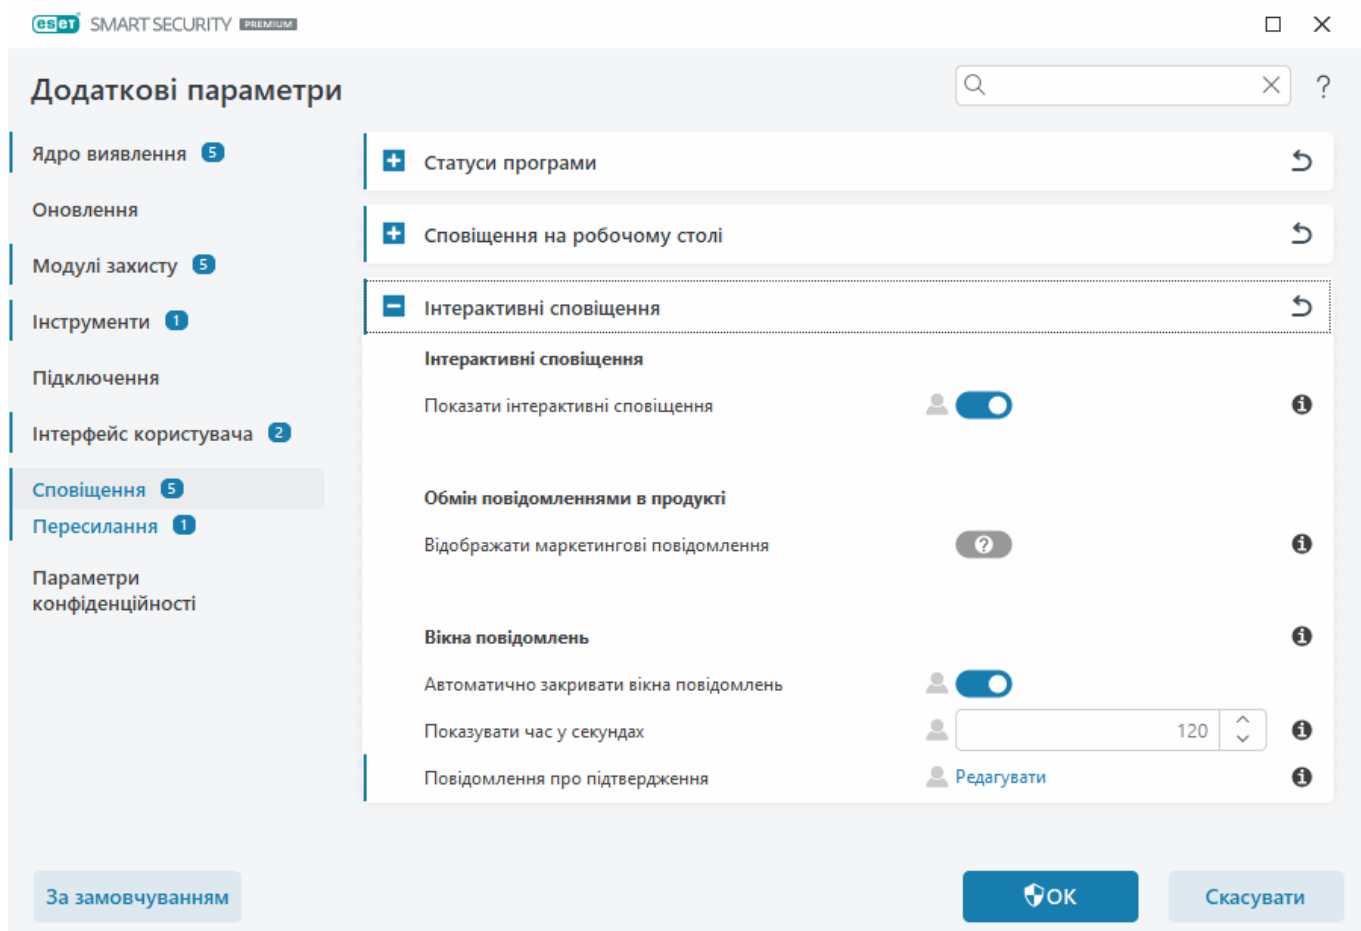 eset SMART SECURITY PREMIUM
Додаткові параметри
?
Ядро виявлення 5
Оновлення
Модулі захисту 5
Інструменти 1
Підключення
Інтерфейс користувача 2
Сповіщення 5
Пересилання 1
Параметри
конфіденційності
Статуси програми
Сповіщення на робочому столі
Інтерактивні сповіщення
Інтерактивні сповіщення
Показати інтерактивні сповіщення
Обмін повідомленнями в продукті
Відображати маркетингові повідомлення ?
Вікна повідомлень
Автоматично закривати вікна повідомлень
Показувати час у секундах 120
Повідомлення про підтвердження Редагувати
За замовчуванням
ОК
Скасувати